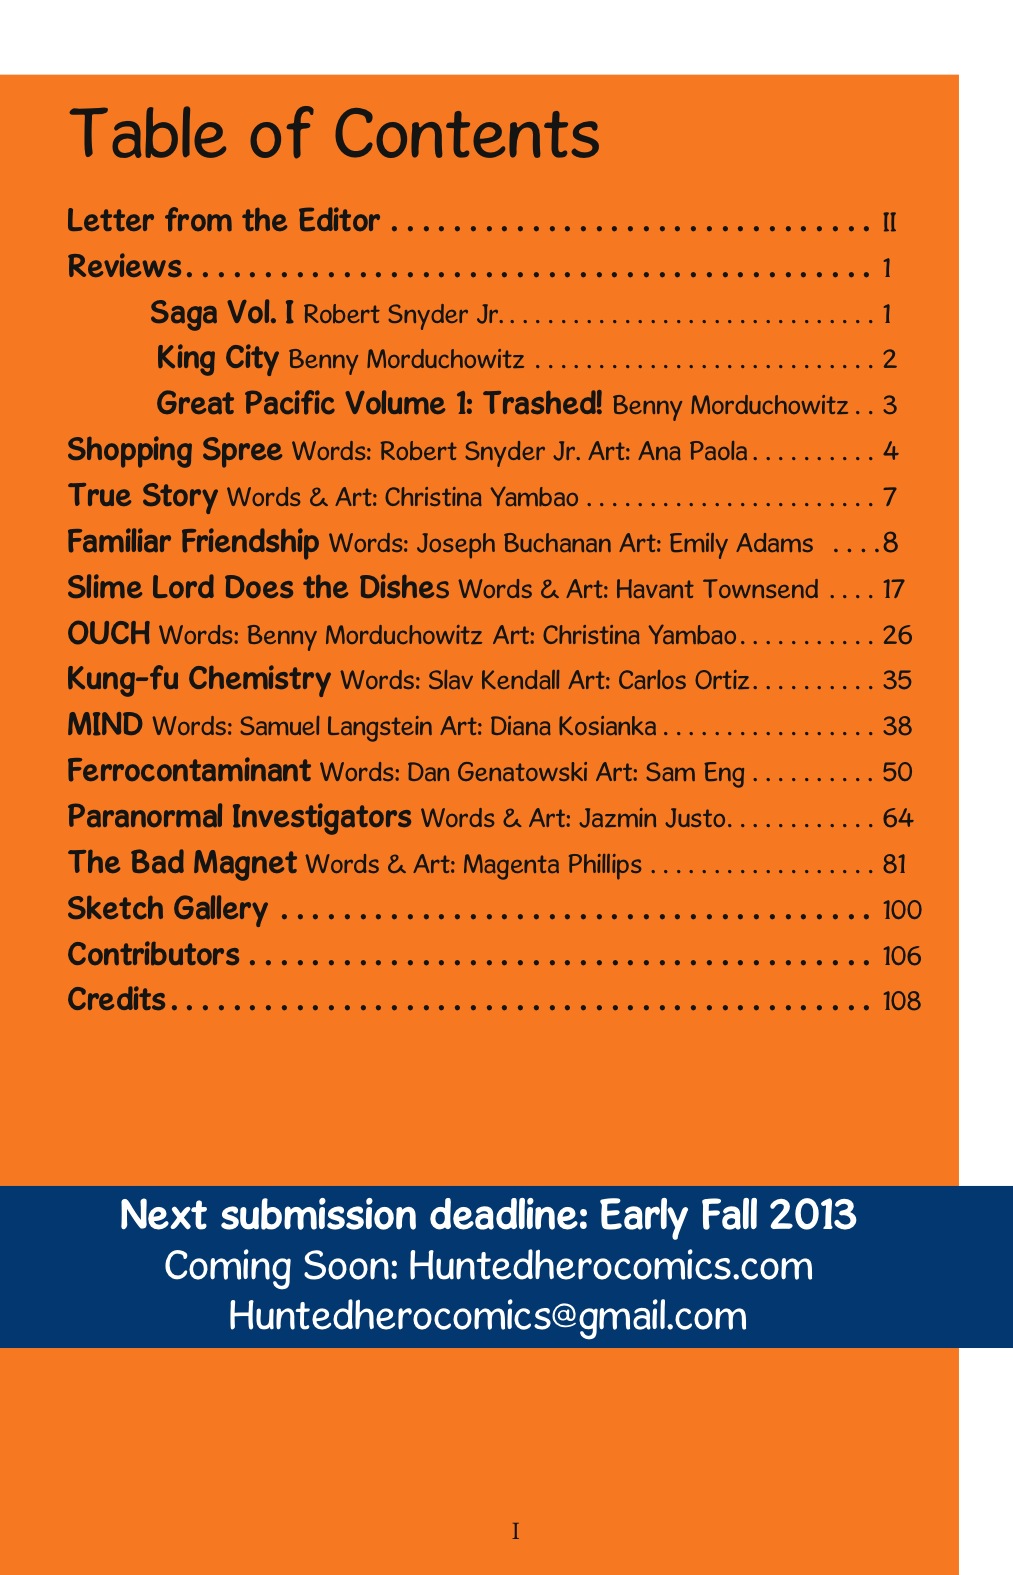 Table of Contents
Letter from the Editor . . . . . . . . . . . . . . . . . . . . . . . . . . . . . . . II
Reviews . . . . . . . . . . . . . . . . . . . . . . . . . . . . . . . . . . . . . . . . . . . . 1
Saga Vol. I Robert Snyder Jr. . . . . . . . . . . . . . . . . . . . . . . . . . . . . . 1
King City Benny Morduchowitz . . . . . . . . . . . . . . . . . . . . . . . . . . . 2
Great Pacific Volume 1: Trashed! Benny Morduchowitz . . 3
Shopping Spree Words: Robert Snyder Jr. Art: Ana Paola . . . . . . . . . . 4
True Story Words & Art: Christina Yambao . . . . . . . . . . . . . . . . . . . . . . . 7
Familiar Friendship Words: Joseph Buchanan Art: Emily Adams . . . .8
Slime Lord Does the Dishes Words & Art: Havant Townsend . . . . 17
OUCH Words: Benny Morduchowitz Art: Christina Yambao . . . . . . . . . . . 26
Kung-fu Chemistry Words: Slav Kendall Art: Carlos Ortiz . . . . . . . . . . 35
MIND Words: Samuel Langstein Art: Diana Kosianka . . . . . . . . . . . . . . . . . 38
Ferrocontaminant Words: Dan Genatowski Art: Sam Eng . . . . . . . . . . 50
Paranormal Investigators Words & Art: Jazmin Justo . . . . . . . . . . . . 64
The Bad Magnet Words & Art: Magenta Phillips . . . . . . . . . . . . . . . . . . 81
Sketch Gallery . . . . . . . . . . . . . . . . . . . . . . . . . . . . . . . . . . . . . . 100
Contributors . . . . . . . . . . . . . . . . . . . . . . . . . . . . . . . . . . . . . . . . 106
Credits . . . . . . . . . . . . . . . . . . . . . . . . . . . . . . . . . . . . . . . . . . . . . 108
Next submission deadline: Early Fall 2013
Coming Soon: Huntedherocomics.com
Huntedherocomics@gmail.com
I